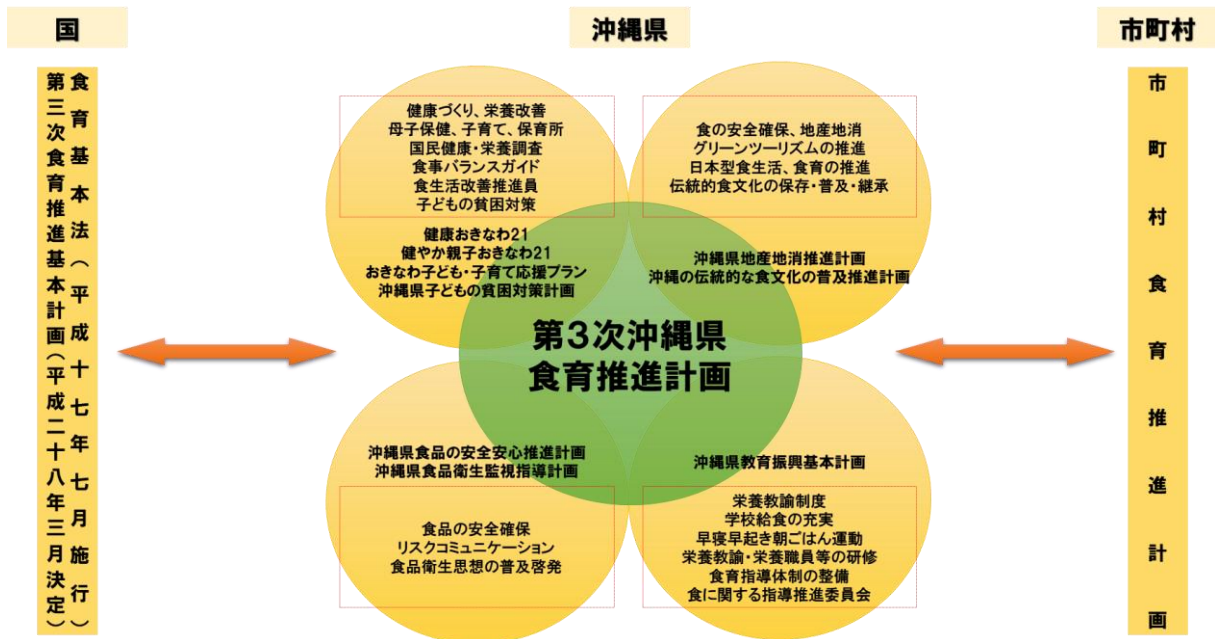 国
沖縄県
市町村
食育基本法（平成十七年七月施行）
第三次食育推進基本計画（平成二十八年三月決定）
健康づくり、栄養改善
母子保健、子育て、保育所
国民健康・栄養調査
食事バランスガイド
食生活改善推進員
子どもの貧困対策
健康おきなわ21
健やか親子おきなわ21
おきなわ子ども・子育て応援プラン
沖縄県子どもの貧困対策計画
食の安全確保、地産地消
グリーンツーリズムの推進
日本型食生活、食育の推進
伝統的食文化の保存・普及・継承
沖縄県地産地消推進計画
沖縄の伝統的な食文化の普及推進計画
第３次沖縄県
食育推進計画
沖縄県食品の安全安心推進計画
沖縄県食品衛生監視指導計画
食品の安全確保
リスクコミュニケーション
食品衛生思想の普及啓発
沖縄県教育振興基本計画
栄養教諭制度
学校給食の充実
早寝早起き朝ごはん運動
栄養教諭・栄養職員等の研修
食育指導体制の整備
食に関する指導推進委員会
市町村食育推進計画